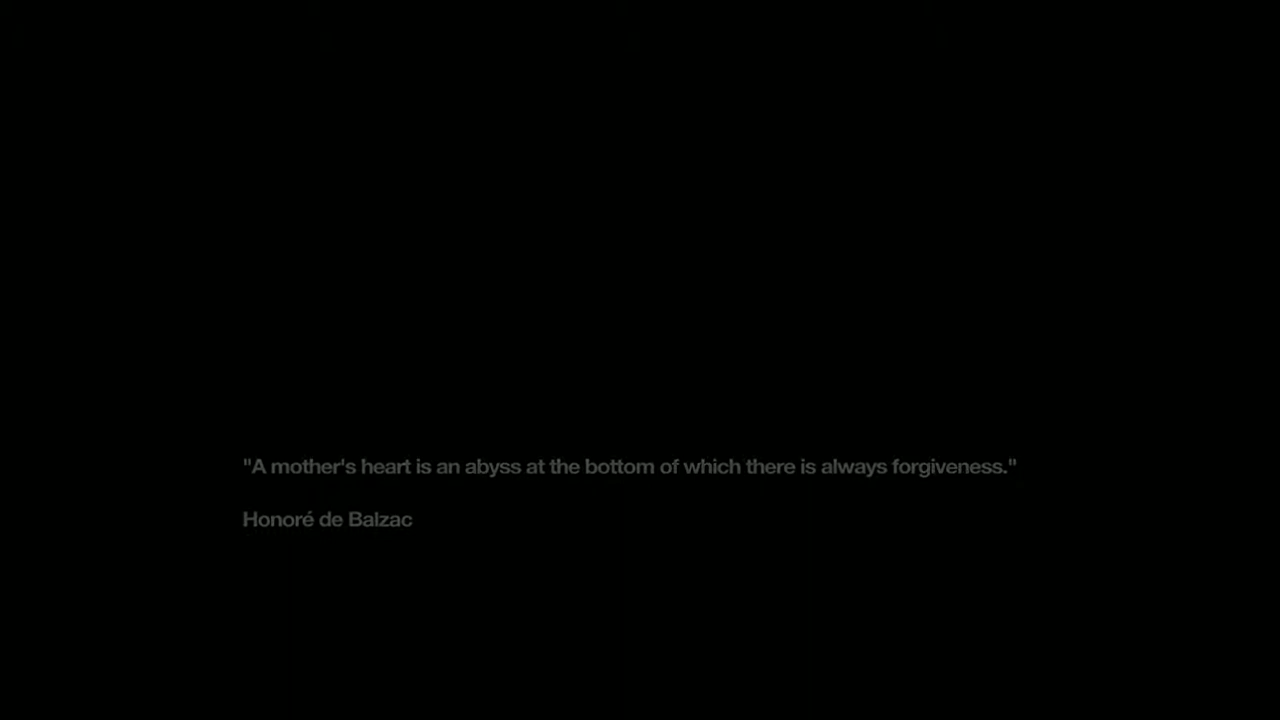 "A mother's heart is an abyss at the bottom of which there is always forgiveness."
Honoré de Balzac